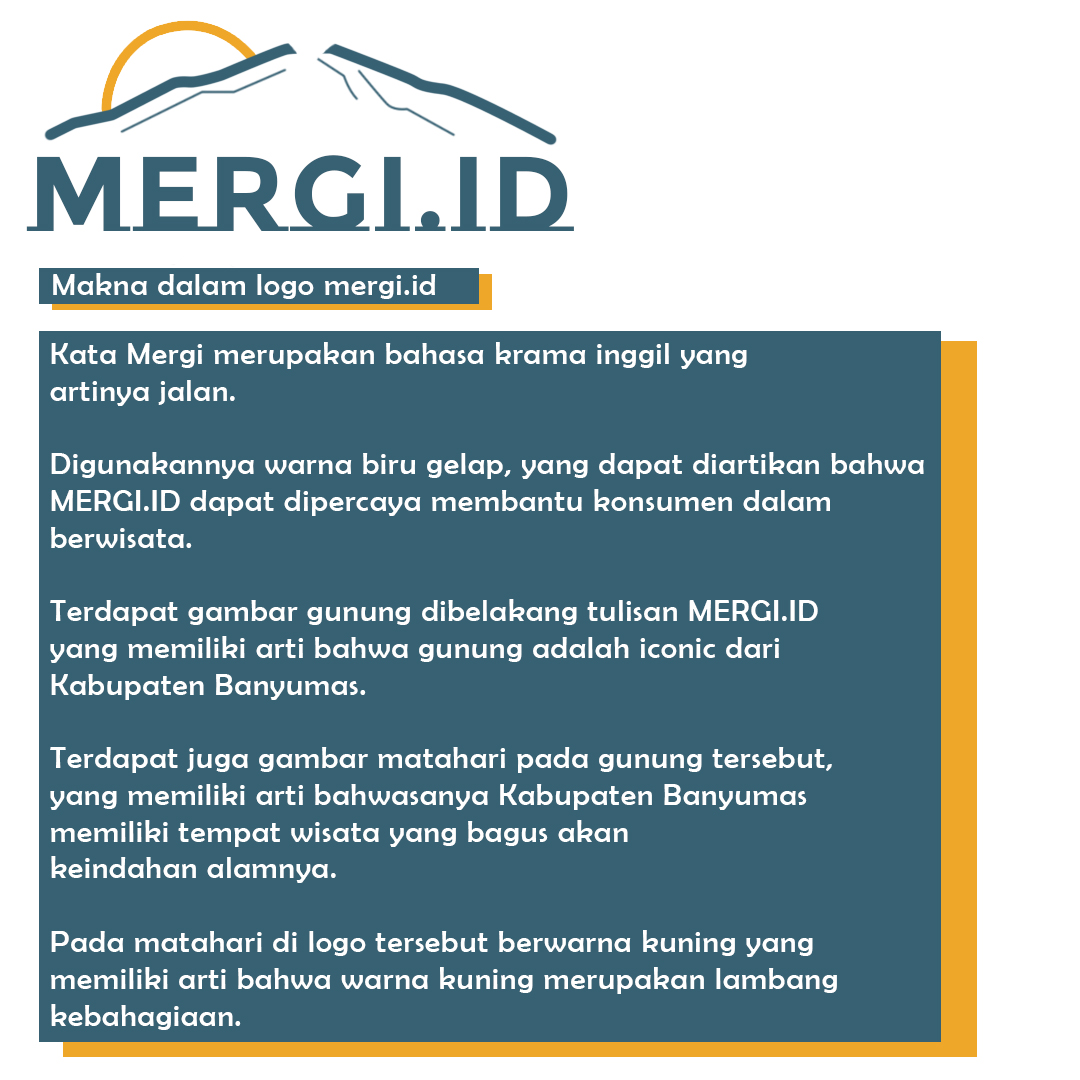 MERGI.ID
Makna dalam logo mergi.id
Kata Mergi merupakan bahasa krama inggil yang
artinya jalan.
Digunakannya warna biru gelap, yang dapat diartikan bahwa
MERGI.ID dapat dipercaya membantu konsumen dalam
berwisata.
Terdapat gambar gunung dibelakang tulisan MERGI.ID
yang memiliki arti bahwa gunung adalah iconic dari
Kabupaten Banyumas.
Terdapat juga gambar matahari pada gunung tersebut,
yang memiliki arti bahwasanya Kabupaten Banyumas
memiliki tempat wisata yang bagus akan
keindahan alamnya.
Pada matahari di logo tersebut berwarna kuning yang
memiliki arti bahwa warna kuning merupakan lambang
kebahagiaan.